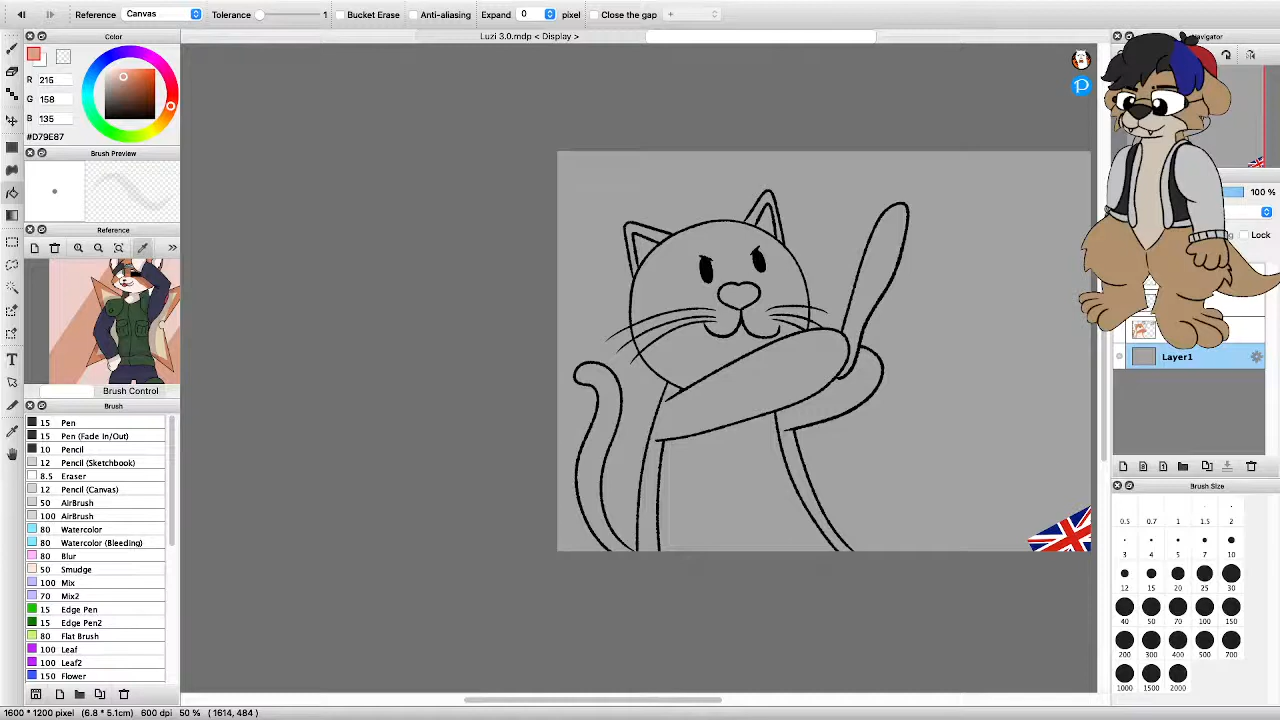 Reference Canvas Tolerance 1 Bucket Erase Anti-aliasing Expand 0 pixel Close the gap +
Color
Luzi 3.0.mdp < Display >
R 215
G 158
B 135
#D79E87
Brush Preview
Reference
Brush Control
Brush
15 Pen
15 Pen (Fade In/Out)
10 Pencil
12 Pencil (Sketchbook)
8.5 Eraser
12 Pencil (Canvas)
50 AirBrush
100 AirBrush
80 Watercolor
80 Watercolor (Bleeding)
80 Blur
50 Smudge
100 Mix
70 Mix2
15 Edge Pen
15 Edge Pen2
80 Flat Brush
100 Leaf
100 Leaf2
150 Flower
100 %
Lock
Layer1
Brush Size
0.5 0.7 1 1.5 2
3 4 5 7 10
12 15 20 25 30
40 50 70 100 150
200 300 400 500 700
1000 1500 2000
1600 * 1200 pixel (6.8 * 5.1cm) 600 dpi 50 % (1614, 484)